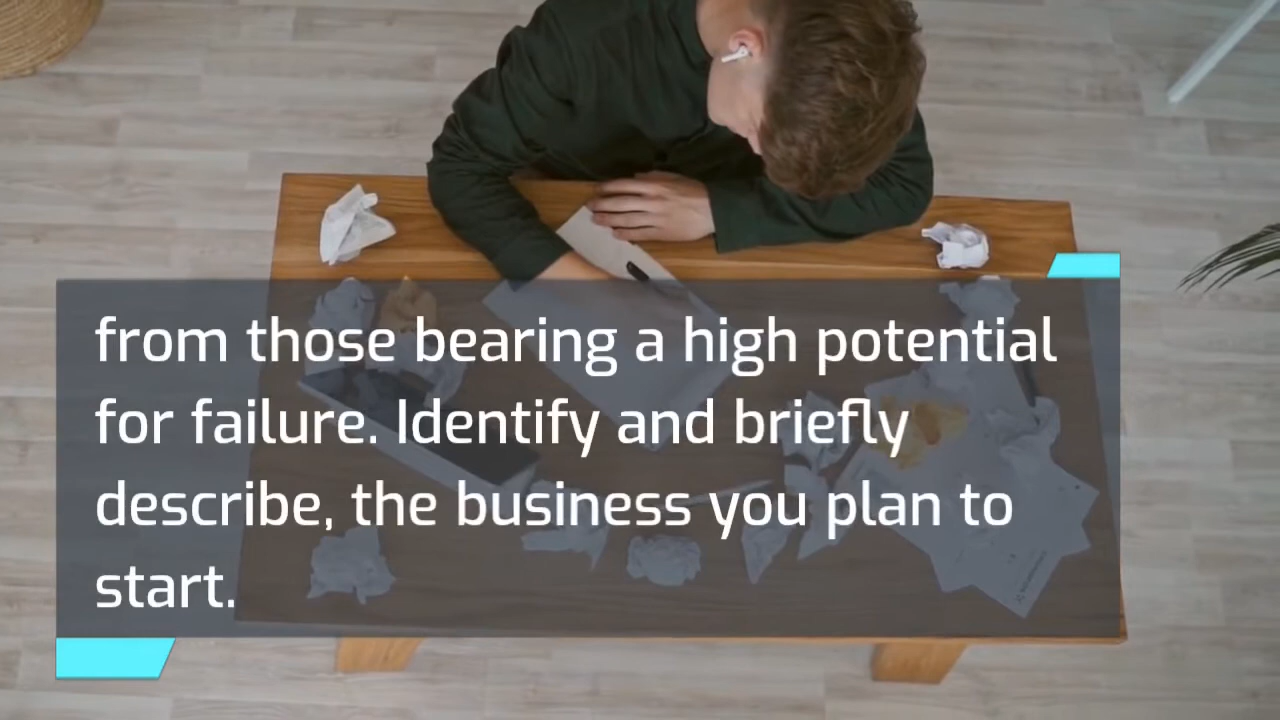 from those bearing a high potential
for failure. Identify and briefly
describe, the business you plan to
start.